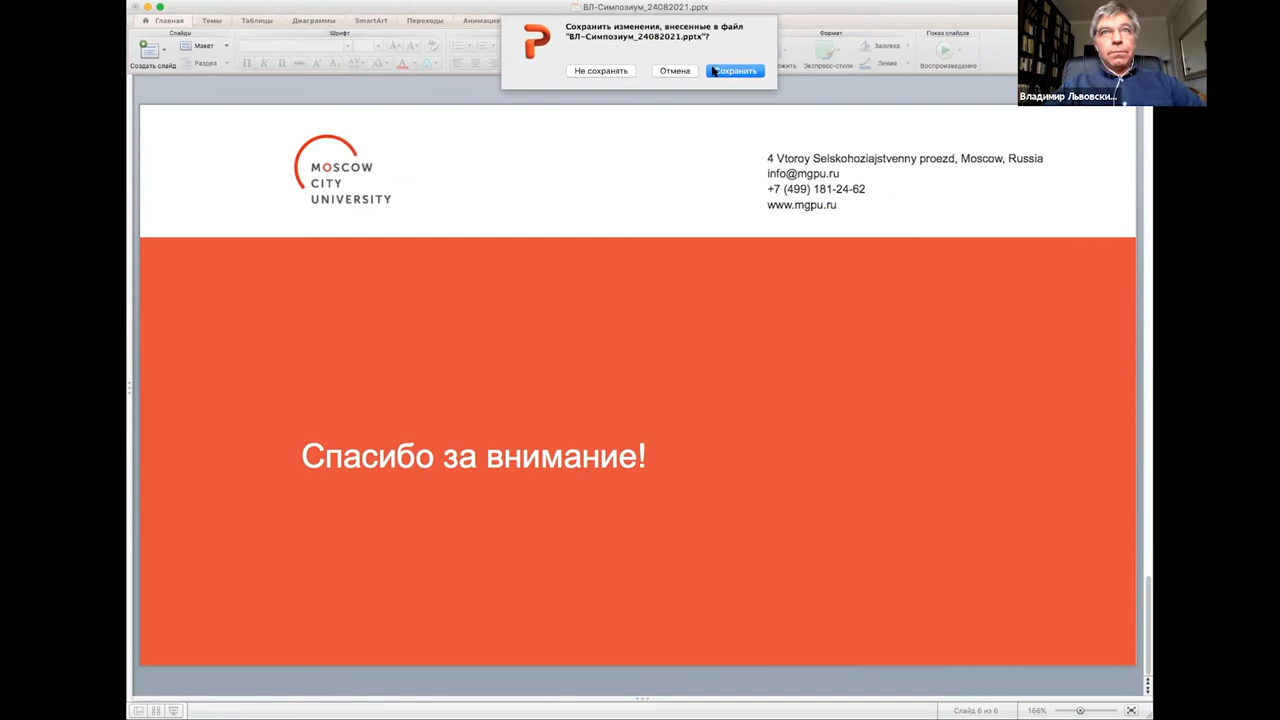 ВЛ-Симпозиум_24082021.pptx
Главная Темы Таблицы Диаграммы SmartArt Переходы Анимация
Сохранить изменения, внесенные в файл
"ВЛ-Симпозиум_24082021.pptx"?
Не сохранять Отмена Сохранить
Слайды Шрифт Формат Показ слайдов
Макет
Создать слайд Раздел
Экспресс-стили Заливка Линия Воспроизведение
Владимир Львовски...
MOSCOW
CITY
UNIVERSITY
4 Vtoroy Selskohoziajstvenny proezd, Moscow, Russia
info@mgpu.ru
+7 (499) 181-24-62
www.mgpu.ru
Спасибо за внимание!
Слайд 6 из 6 166%